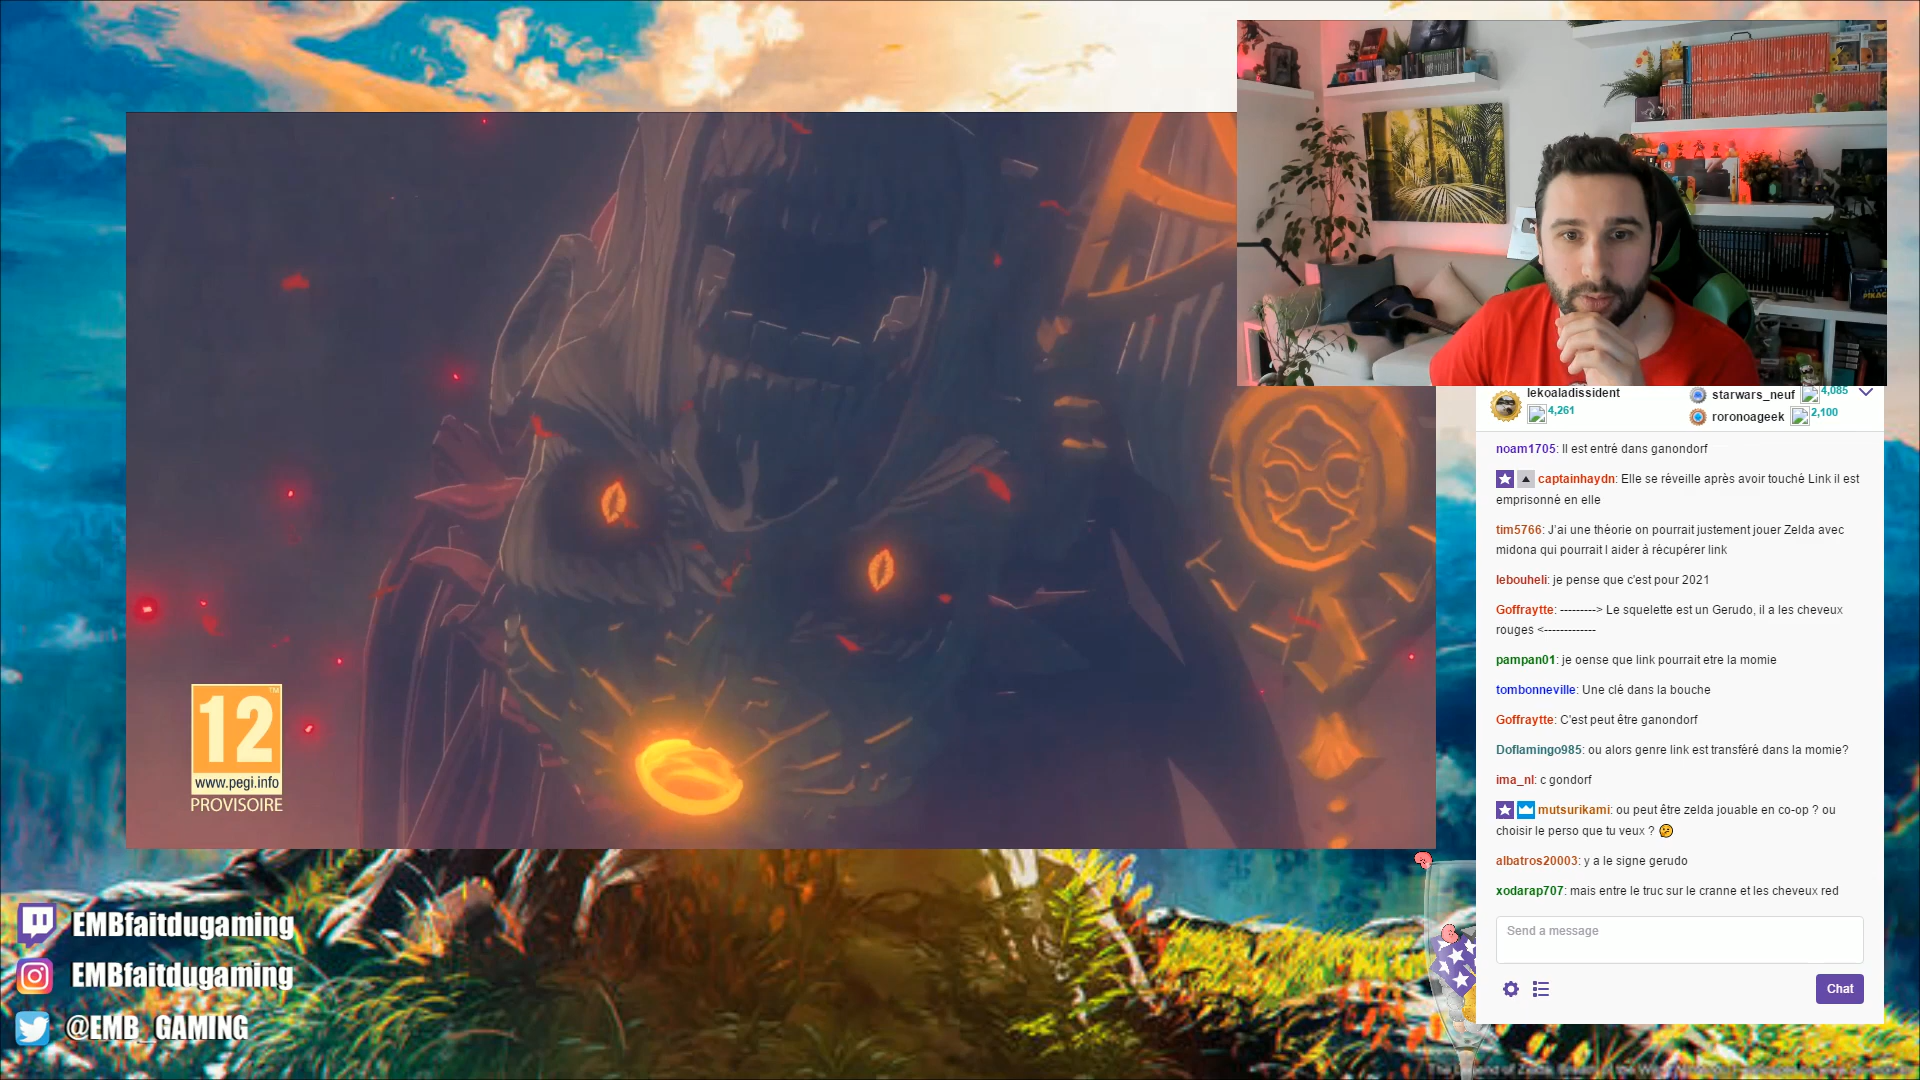 lekoaladissident
4,261
starwars_neuf 4,085
roronoageek 2,100
noam1705: Il est entré dans ganondorf
captainhaydn: Elle se réveille après avoir touché Link il est
emprisonné en elle
tim5766: J'ai une théorie on pourrait justement jouer Zelda avec
midona qui pourrait l aider à récupérer link
lebouheli: je pense que c'est pour 2021
Goffraytte: ---------> Le squelette est un Gerudo, il a les cheveux
rouges <-------------
pampan01: je oense que link pourrait etre la momie
tombonneville: Une clè dans la bouche
Goffraytte: C'est peut être ganondorf
Doflamingo985: ou alors genre link est transféré dans la momie?
ima_nl: c gondorf
mutsurikami: ou peut être zelda jouable en co-op ? ou
choisir le perso que tu veux ?
albatros20003: y a le signe gerudo
xodarap707: mais entre le truc sur le cranne et les cheveux red
Send a message
Chat
12
TM
www.pegi.info
PROVISOIRE
EMBfaitdugaming
EMBfaitdugaming
@EMB_GAMING